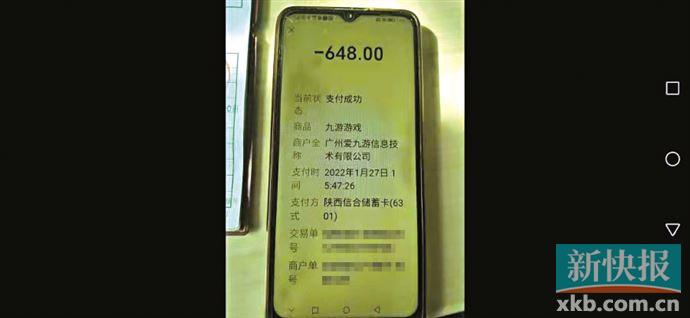 -648.00
当前状 支付成功
态
商品 九游游戏
商户全 广州爱九游信息技
称 术有限公司
支付时 2022年1月27日 1
间 5:47:26
支付方 陕西信合储蓄卡(63
式 01)
交易单
号
商户单
号
新快报
xkb.com.cn